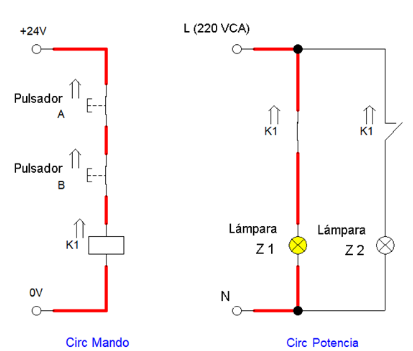 +24V
Pulsador
A
Pulsador
B
K1
0V
Circ Mando
L (220 VCA)
K1
K1
Lámpara
Z 1
Lámpara
Z 2
N
Circ Potencia